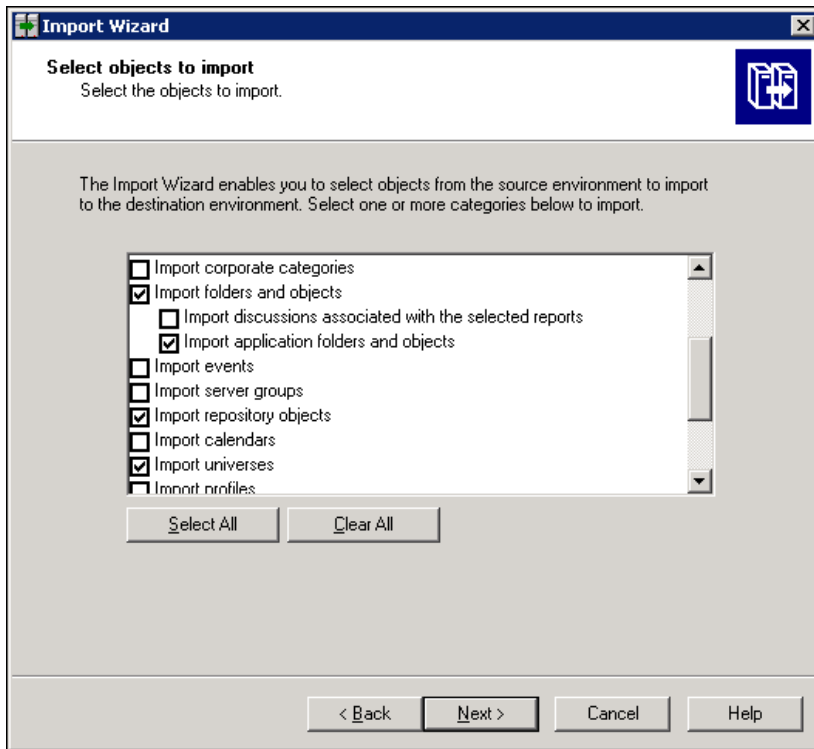 Import Wizard
Select objects to import
Select the objects to import.
The Import Wizard enables you to select objects from the source environment to import
to the destination environment. Select one or more categories below to import.
Import corporate categories
Import folders and objects
Import discussions associated with the selected reports
Import application folders and objects
Import events
Import server groups
Import repository objects
Import calendars
Import universes
Import profiles
Select All
Clear All
< Back
Next >
Cancel
Help